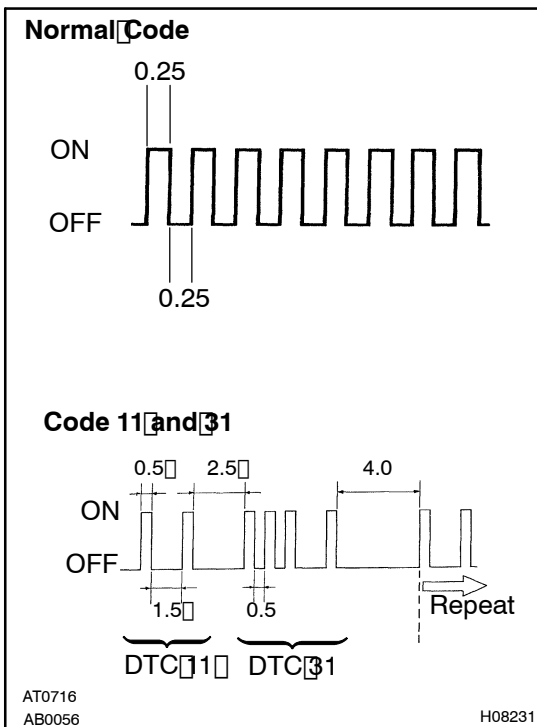 Normal Code
0.25
ON
OFF
0.25
Code 11 and 31
0.5 2.5 4.0
ON
OFF
1.5 0.5
Repeat
DTC 11 DTC 31
AT0716
AB0056 H08231